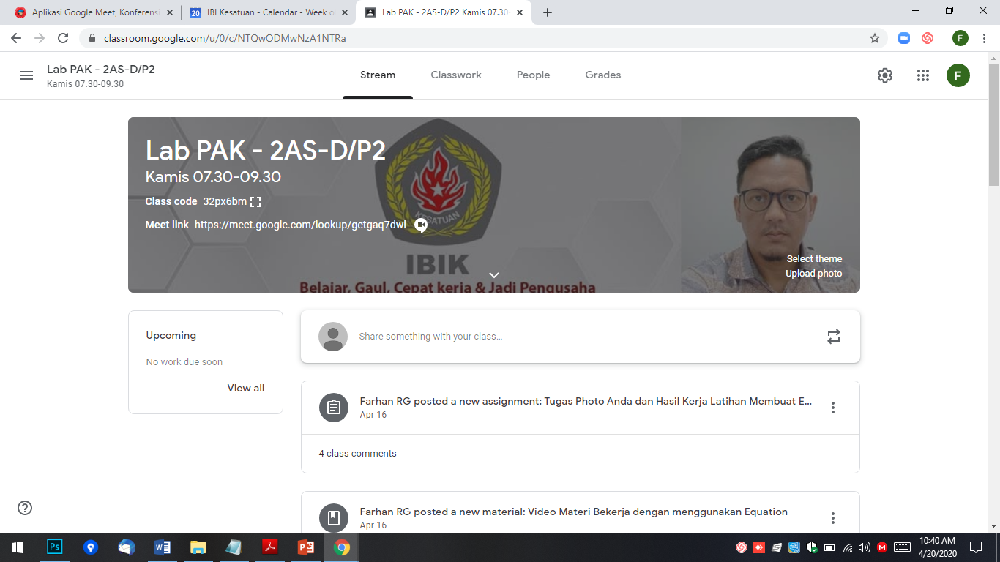 Aplikasi Google Meet, Konferensi
IBI Kesatuan - Calendar - Week o
Lab PAK - 2AS-D/P2 Kamis 07.30
classroom.google.com/u/0/c/NTQwODMwNzA1NTRa
F
Lab PAK - 2AS-D/P2
Kamis 07.30-09.30
Stream
Classwork
People
Grades
F
Lab PAK - 2AS-D/P2
Kamis 07.30-09.30
Class code 32px6bm
Meet link https://meet.google.com/lookup/getgaq7dwl
KESATUAN
IBIK
Belajar, Gaul, Cepat kerja & Jadi Pengusaha
Select theme
Upload photo
Upcoming
No work due soon
View all
Share something with your class...
Farhan RG posted a new assignment: Tugas Photo Anda dan Hasil Kerja Latihan Membuat E...
Apr 16
4 class comments
Farhan RG posted a new material: Video Materi Bekerja dengan menggunakan Equation
Apr 16
Ps
10:40 AM
4/20/2020